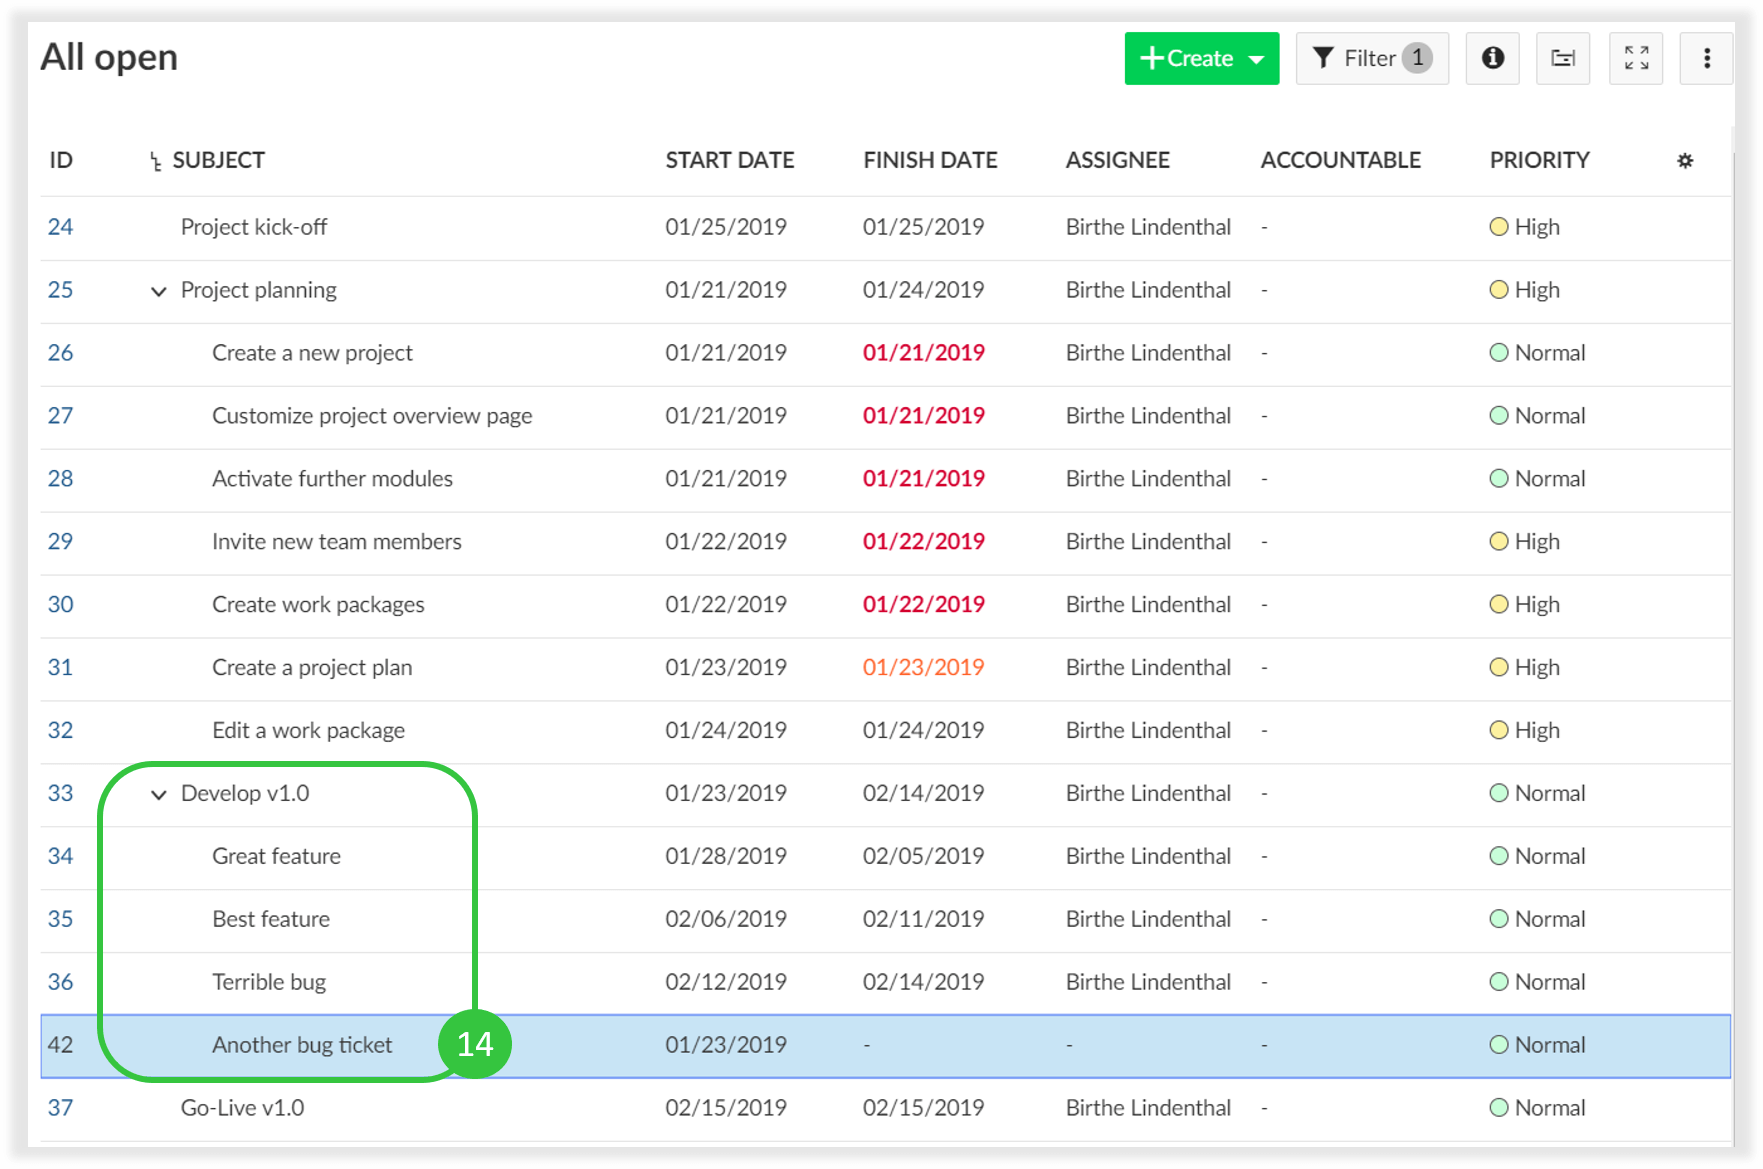 All open
+Create Filter 1
ID SUBJECT START DATE FINISH DATE ASSIGNEE ACCOUNTABLE PRIORITY
24 Project kick-off 01/25/2019 01/25/2019 Birthe Lindenthal - High
25 Project planning 01/21/2019 01/24/2019 Birthe Lindenthal - High
26 Create a new project 01/21/2019 01/21/2019 Birthe Lindenthal - Normal
27 Customize project overview page 01/21/2019 01/21/2019 Birthe Lindenthal - Normal
28 Activate further modules 01/21/2019 01/21/2019 Birthe Lindenthal - Normal
29 Invite new team members 01/22/2019 01/22/2019 Birthe Lindenthal - High
30 Create work packages 01/22/2019 01/22/2019 Birthe Lindenthal - High
31 Create a project plan 01/23/2019 01/23/2019 Birthe Lindenthal - High
32 Edit a work package 01/24/2019 01/24/2019 Birthe Lindenthal - High
33 Develop v1.0 01/23/2019 02/14/2019 Birthe Lindenthal - Normal
34 Great feature 01/28/2019 02/05/2019 Birthe Lindenthal - Normal
35 Best feature 02/06/2019 02/11/2019 Birthe Lindenthal - Normal
36 Terrible bug 02/12/2019 02/14/2019 Birthe Lindenthal - Normal
42 Another bug ticket 14 01/23/2019 - - - Normal
37 Go-Live v1.0 02/15/2019 02/15/2019 Birthe Lindenthal - Normal